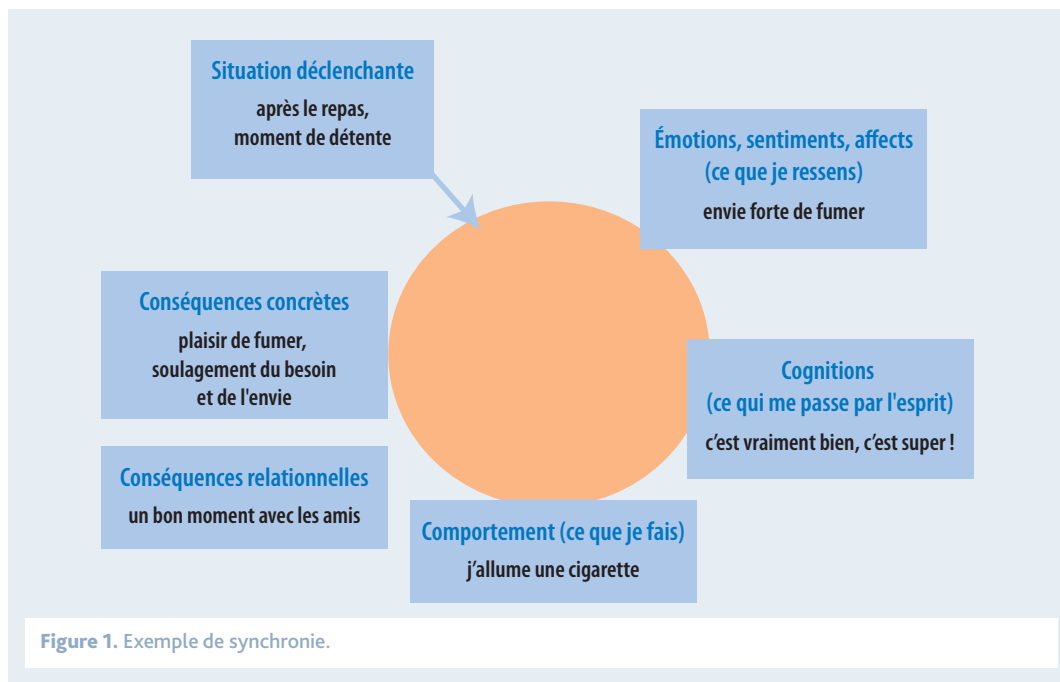 Situation déclenchante
après le repas,
moment de détente
Émotions, sentiments, affects
(ce que je ressens)
envie forte de fumer
Cognitions
(ce qui me passe par l'esprit)
c’est vraiment bien, c’est super !
Comportement (ce que je fais)
j’allume une cigarette
Conséquences concrètes
plaisir de fumer,
soulagement du besoin
et de l'envie
Conséquences relationnelles
un bon moment avec les amis
Figure 1. Exemple de synchronie.